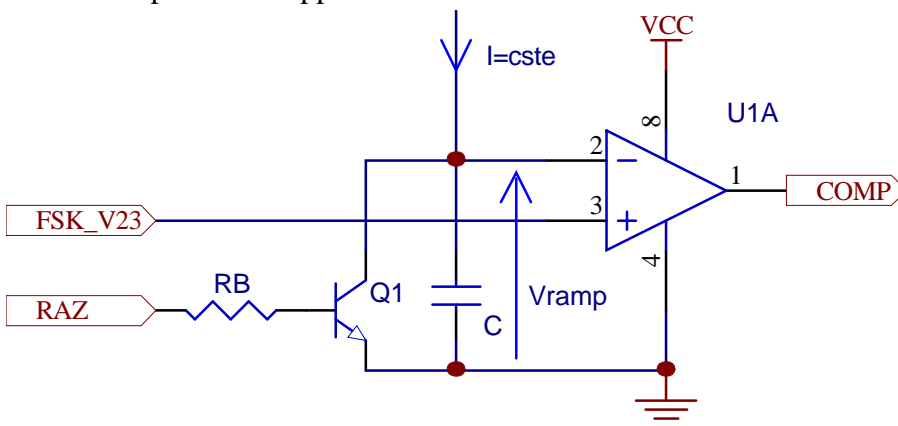 VCC
I=cste
U1A
8
2
−
1
COMP
3
+
FSK_V23
4
RB
Q1
Vramp
RAZ
C